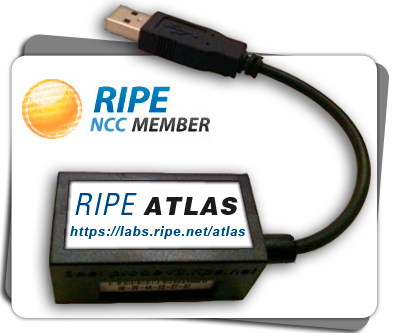 RIPE
NCC MEMBER
RIPE ATLAS
https://labs.ripe.net/atlas